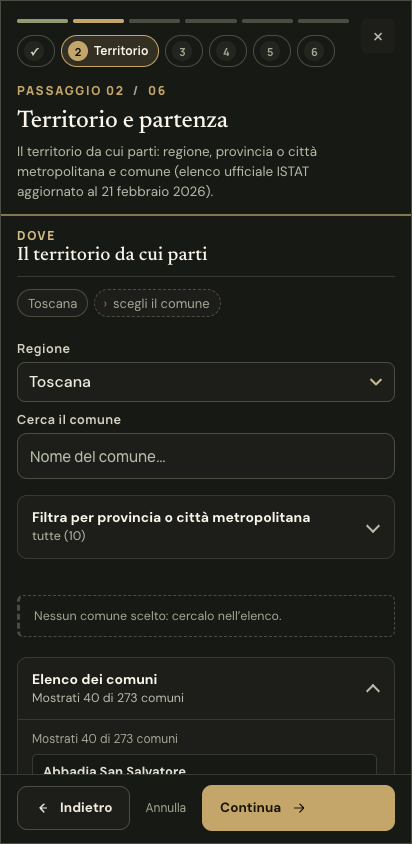 ✓ 2 Territorio 3 4 5 6 ×
PASSAGGIO 02 / 06
Territorio e partenza
Il territorio da cui parti: regione, provincia o città
metropolitana e comune (elenco ufficiale ISTAT
aggiornato al 21 febbraio 2026).
DOVE
Il territorio da cui parti
Toscana › scegli il comune
Regione
Toscana
Cerca il comune
Nome del comune…
Filtra per provincia o città metropolitana
tutte (10)
Nessun comune scelto: cercalo nell’elenco.
Elenco dei comuni
Mostrati 40 di 273 comuni
Mostrati 40 di 273 comuni
Abbadia San Salvatore
← Indietro Annulla Continua →